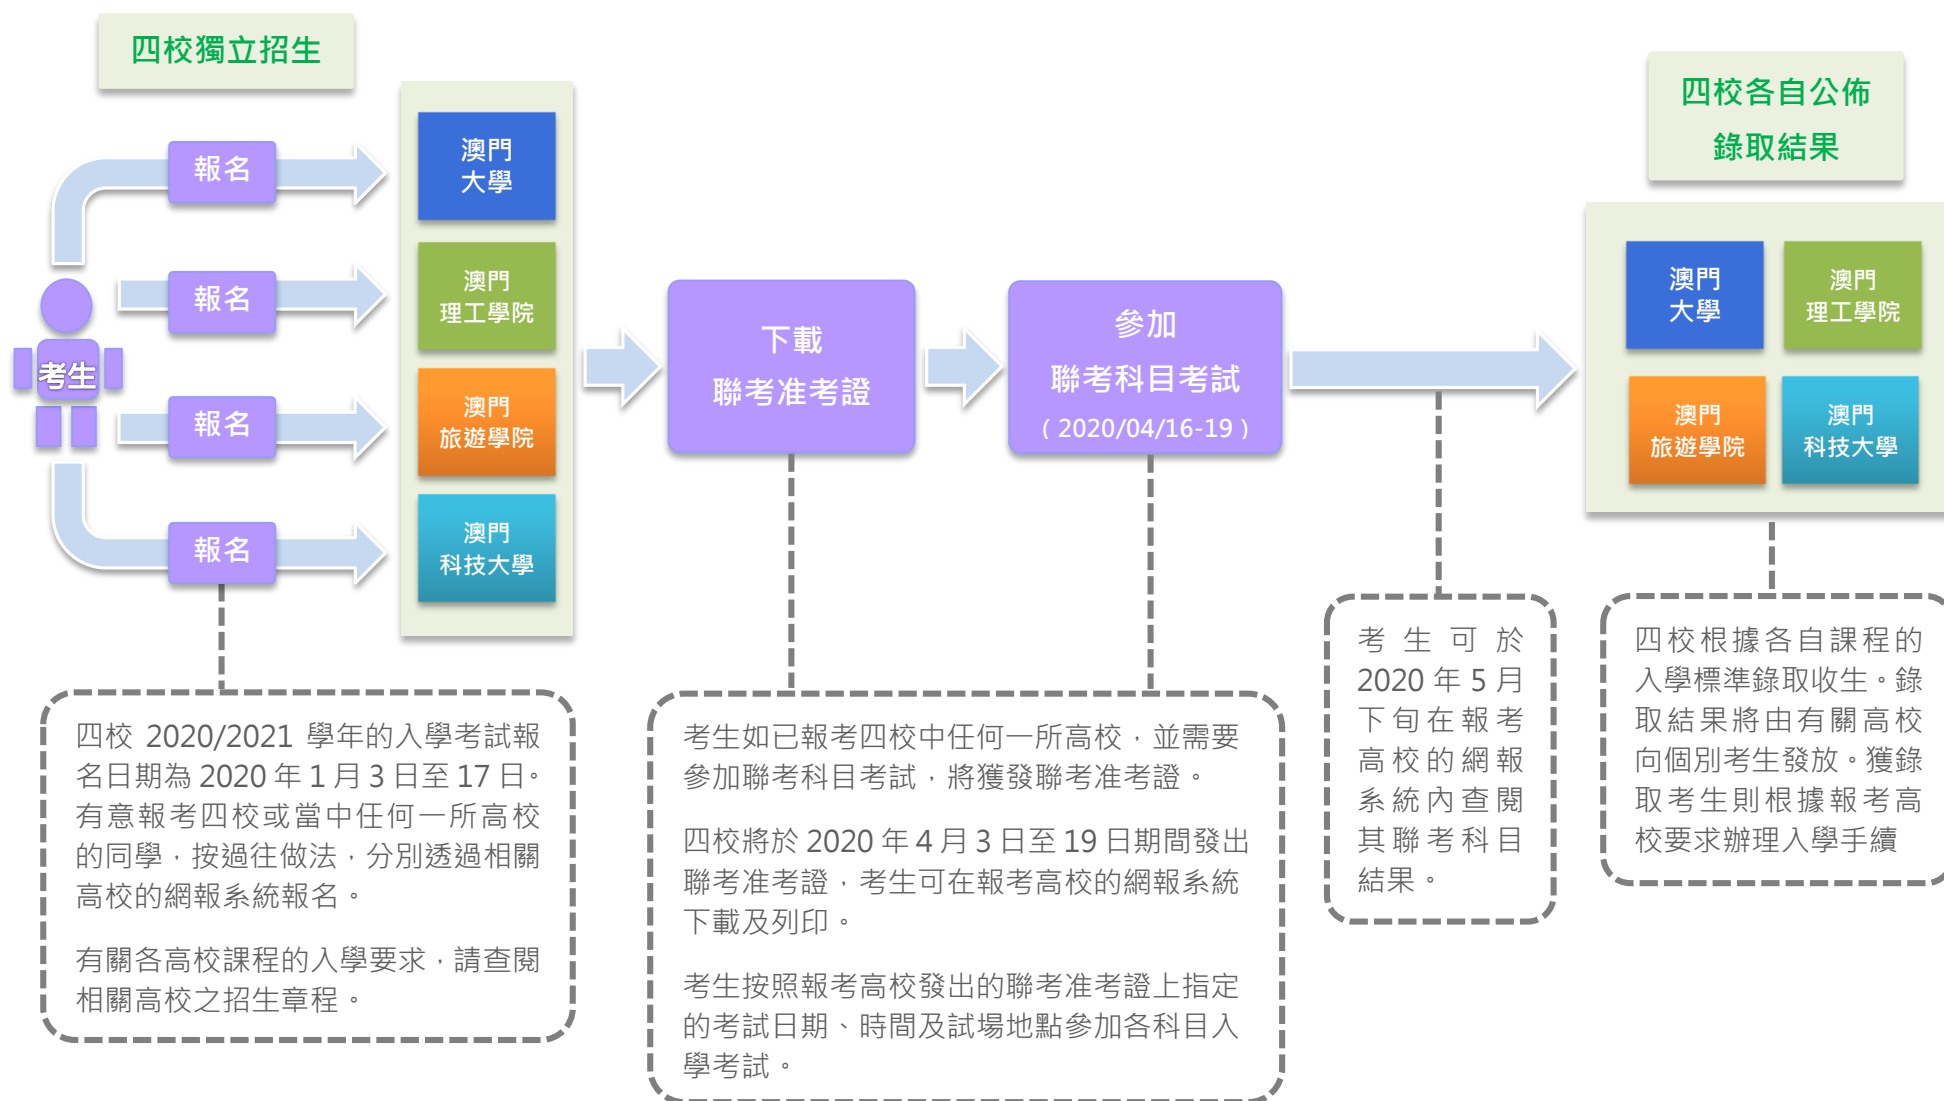 四校獨立招生
報名
報名
考生
報名
報名
澳門
大學
澳門
理工學院
澳門
旅遊學院
澳門
科技大學
下載
聯考准考證
參加
聯考科目考試
（2020/04/16-19）
四校各自公佈
錄取結果
澳門
大學
澳門
理工學院
澳門
旅遊學院
澳門
科技大學
四校 2020/2021 學年的入學考試報
名日期為 2020 年 1 月 3 日至 17 日。
有意報考四校或當中任何一所高校
的同學，按過往做法，分別透過相關
高校的網報系統報名。
有關各高校課程的入學要求，請查閱
相關高校之招生章程。
考生如已報考四校中任何一所高校，並需要
參加聯考科目考試，將獲發聯考准考證。
四校將於 2020 年 4 月 3 日至 19 日期間發出
聯考准考證，考生可在報考高校的網報系統
下載及列印。
考生按照報考高校發出的聯考准考證上指定
的考試日期、時間及試場地點參加各科目入
學考試。
考生可於
2020 年 5 月
下旬在報考
高校的網報
系統內查閱
其聯考科目
結果。
四校根據各自課程的
入學標準錄取收生。錄
取結果將由有關高校
向個別考生發放。獲錄
取考生則根據報考高
校要求辦理入學手續